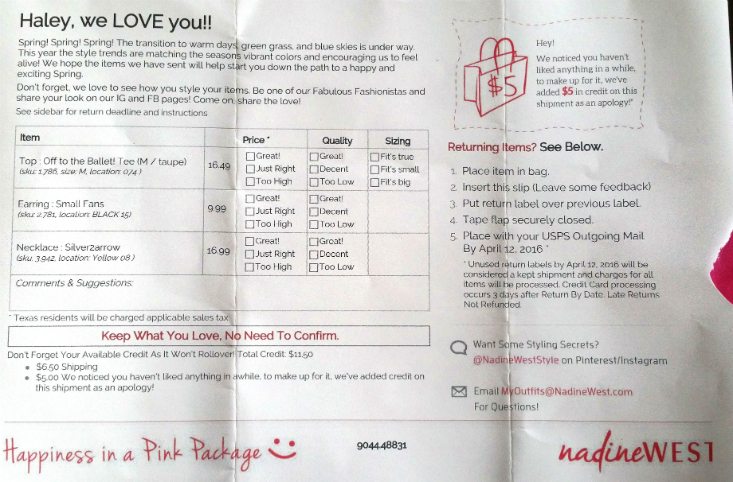 Haley, we LOVE you!!
Spring! Spring! Spring! The transition to warm days, green grass, and blue skies is under way.
This year the style trends are matching the seasons vibrant colors and encouraging us to feel
alive! We hope the items we have sent will help start you down the path to a happy and
exciting Spring.
Don't forget, we love to see how you style your items. Be one of our Fabulous Fashionistas and
share your look on our IG and FB pages! Come on, share the love!
See sidebar for return deadline and instructions
Item Price * Quality Sizing
Top : Off to the Ballet! Tee (M / taupe)
(sku: 1,786, size: M, location: 074 )
16.49
Great! Great! Fit's true
Just Right Decent Fit's small
Too High Too Low Fit's big
Earring : Small Fans
(sku: 2,781, location: BLACK 15)
9.99
Great! Great!
Just Right Decent
Too High Too Low
Necklace : Silver2arrow
(sku: 3,942, location: Yellow 08 )
16.99
Great! Great!
Just Right Decent
Too High Too Low
Comments & Suggestions:
* Texas residents will be charged applicable sales tax
Keep What You Love, No Need To Confirm.
Don't Forget Your Available Credit As It Won't Rollover! Total Credit: $11.50
$6.50 Shipping
$5.00 We noticed you haven't liked anything in awhile, to make up for it, we've added credit on
this shipment as an apology!
Happiness in a Pink Package
904448831
$5
Hey!
We noticed you haven't
liked anything in a while,
to make up for it, we've
added $5 in credit on this
shipment as an apology!*
Returning Items? See Below.
1. Place item in bag.
2. Insert this slip (Leave some feedback)
3. Put return label over previous label.
4. Tape flap securely closed.
5. Place with your USPS Outgoing Mail
By April 12, 2016 *
* Unused return labels by April 12, 2016 will be
considered a kept shipment and charges for all
items will be processed. Credit Card processing
occurs 3 days after Return By Date. Late Returns
Not Refunded.
Want Some Styling Secrets?
@NadineWestStyle on Pinterest/Instagram
Email MyOutfits@NadineWest.com
For Questions!
nadineWEST